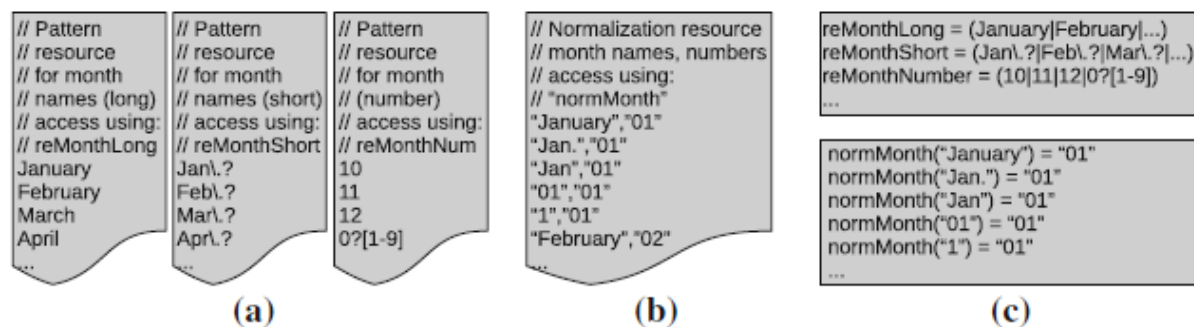 // Pattern
// resource
// for month
// names (long)
// access using:
// reMonthLong
January
February
March
April
...
// Pattern
// resource
// for month
// names (short)
// access using:
// reMonthShort
Jan\.?
Feb\.?
Mar\.?
Apr\.?
...
// Pattern
// resource
// for month
// (number)
// access using:
// reMonthNum
10
11
12
0?[1-9]
...
(a)
// Normalization resource
// month names, numbers
// access using:
// “normMonth”
“January”,”01”
“Jan.”,”01”
“Jan”,”01”
“01”,”01”
“1”,”01”
“February”,”02”
...
(b)
reMonthLong = (January|February|...)
reMonthShort = (Jan\.?|Feb\.?|Mar\.?|...)
reMonthNumber = (10|11|12|0?[1-9])
...
normMonth(“January”) = “01”
normMonth(“Jan.”) = “01”
normMonth(“Jan”) = “01”
normMonth(“01”) = “01”
normMonth(“1”) = “01”
...
(c)